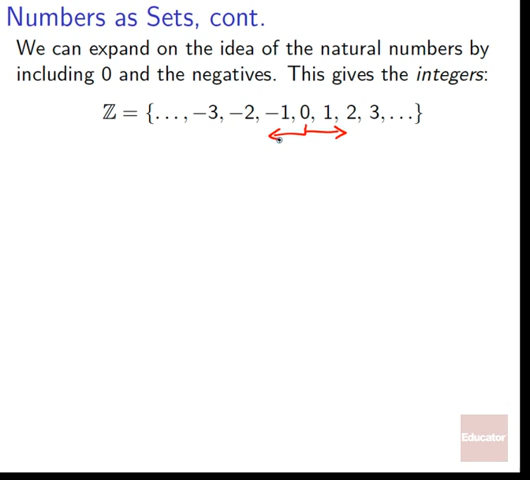 Numbers as Sets, cont.
We can expand on the idea of the natural numbers by
including 0 and the negatives. This gives the integers:
ℤ = {..., −3, −2, −1, 0, 1, 2, 3, ...}
Educator